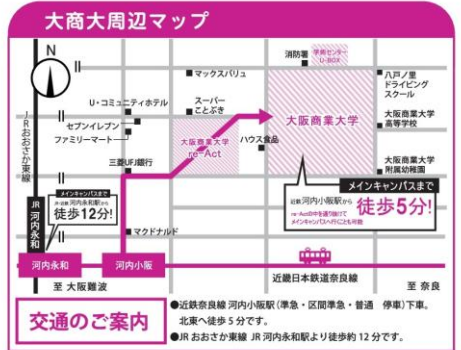 大商大周辺マップ
N
消防署
学術センター
U-BOX
マックスバリュ
八戸ノ里
ドライビング
スクール
U・コミュニティホテル
スーパー
ことぶき
セブンイレブン
ファミリーマート
大阪商業大学
re-Act
ハウス食品
大阪商業大学
大阪商業大学
高等学校
三菱UFJ銀行
大阪商業大学
附属幼稚園
JRおおさか東線
メインキャンパスまで
JR 河内永和駅から
徒歩12分!
メインキャンパスまで
近鉄 河内小阪駅から
徒歩5分!
re-Actの中を通り抜けて
メインキャンパスへ行くことも可能
JR 河内永和
マクドナルド
河内永和
河内小阪
近畿日本鉄道奈良線
至 大阪難波
至 奈良
交通のご案内
●近鉄奈良線 河内小阪駅(準急・区間準急・普通 停車)下車。
北東へ徒歩5分です。
●JR おおさか東線 JR 河内永和駅より徒歩約12分です。